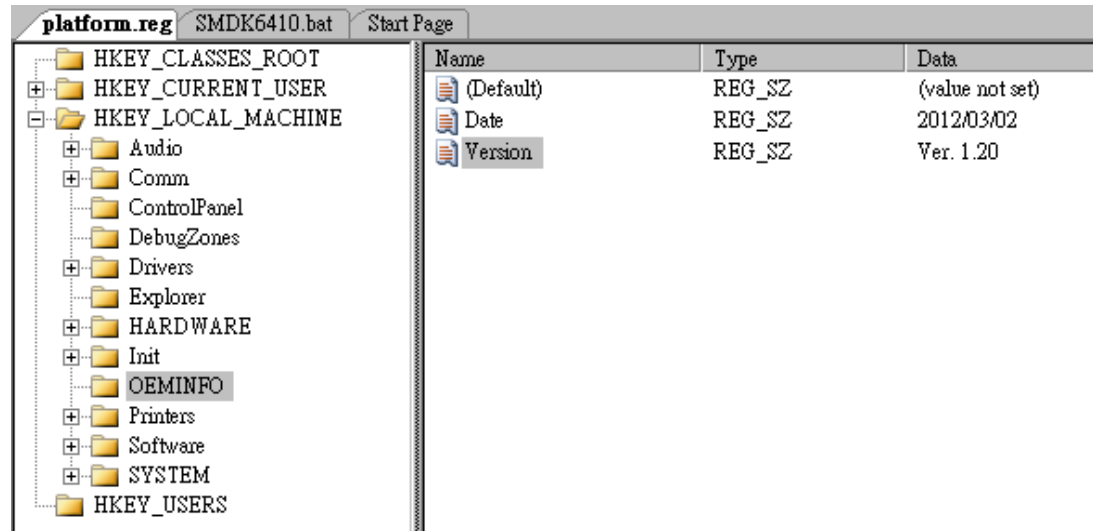 platform.reg SMDK6410.bat Start Page
HKEY_CLASSES_ROOT
HKEY_CURRENT_USER
HKEY_LOCAL_MACHINE
Audio
Comm
ControlPanel
DebugZones
Drivers
Explorer
HARDWARE
Init
OEMINFO
Printers
Software
SYSTEM
HKEY_USERS
Name Type Data
(Default) REG_SZ (value not set)
Date REG_SZ 2012/03/02
Version REG_SZ Ver. 1.20